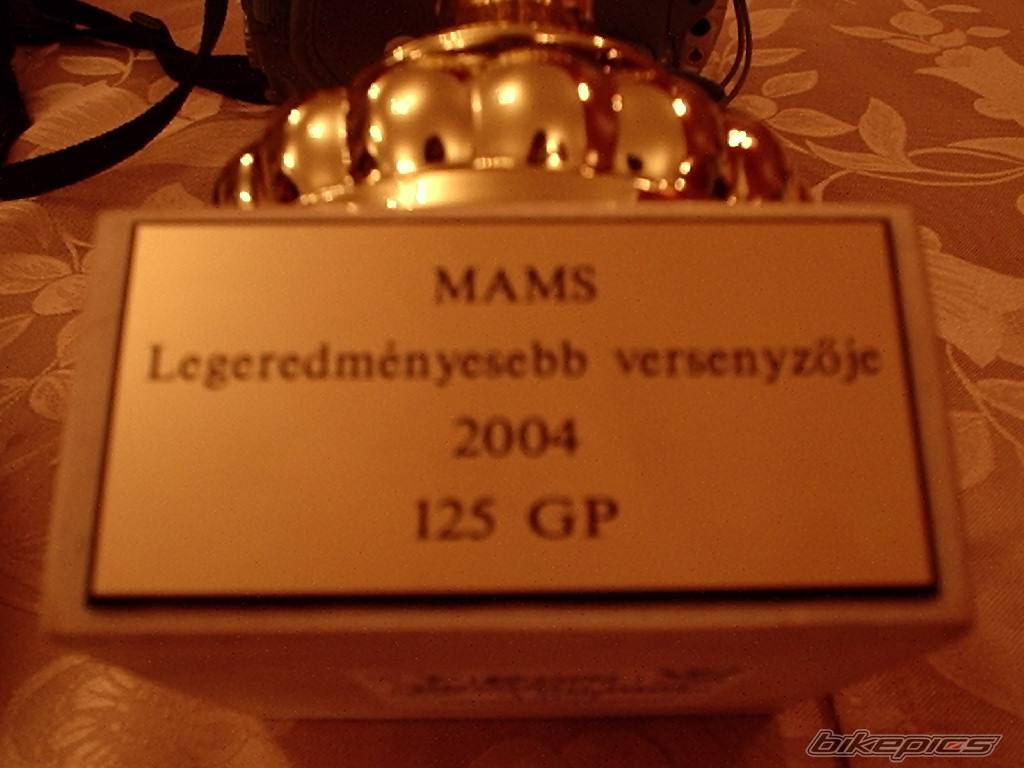 MAMS
Legeredményesebb versenyzője
2004
125 GP
bikepics